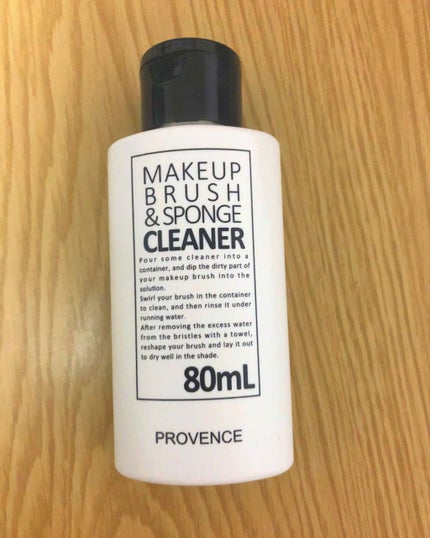 MAKEUP
BRUSH
& SPONGE
CLEANER
Pour some cleaner into a
container, and dip the dirty part of
your makeup brush into the
solution.
Swirl your brush in the container
to clean, and then rinse it under
running water.
After removing the excess water
from the bristles with a towel,
reshape your brush and lay it out
to dry well in the shade.
80mL
PROVENCE